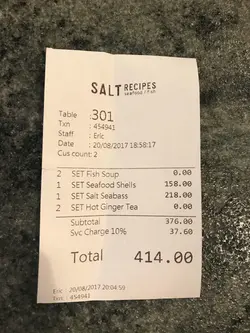 SALT RECIPES
seafood / fish
Table : 301
Txn : 454941
Staff : Eric
Date : 20/08/2017 18:58:17
Cus count: 2
2 SET Fish Soup 0.00
1 SET Seafood Shells 158.00
1 SET Salt Seabass 218.00
2 SET Hot Ginger Tea 0.00
Subtotal 376.00
Svc Charge 10% 37.60
Total 414.00
Eric : 20/08/2017 20:04:59
Txn : 454941